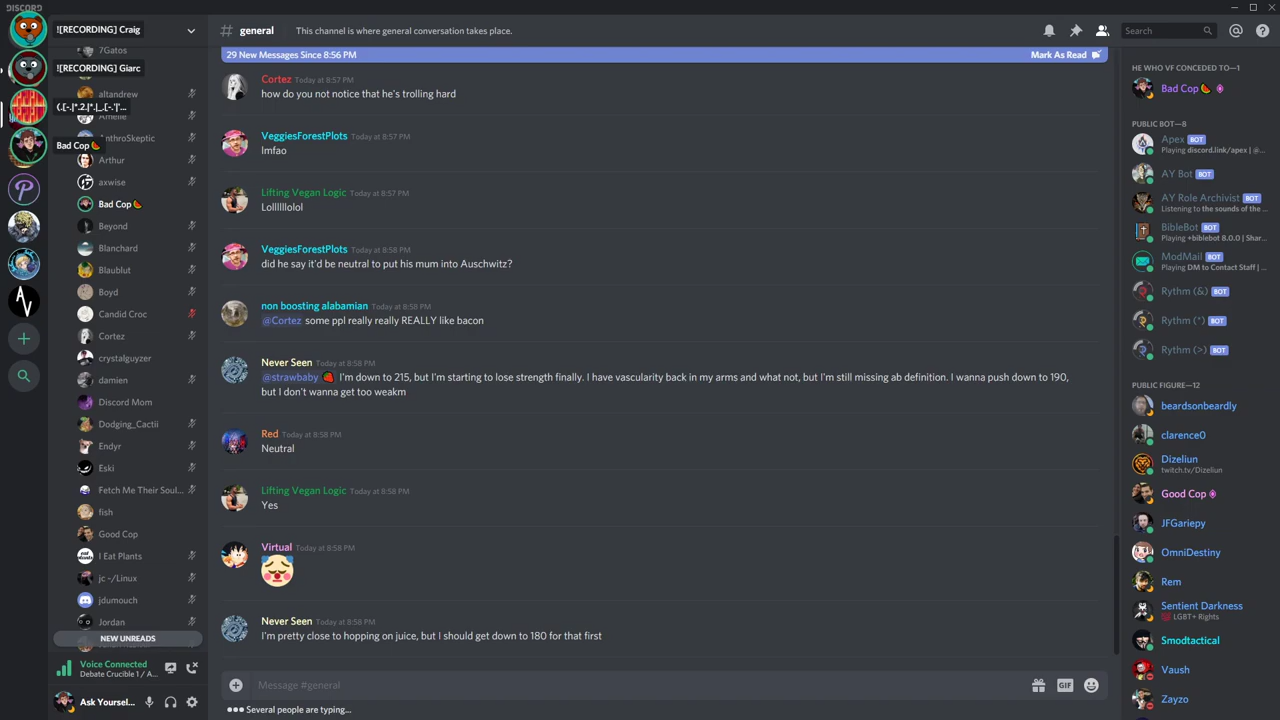 DISCORD
![RECORDING] Craig
![RECORDING] Giarc
(.[-.]°.2.|°.|_.[-.']'...
Bad Cop
7Gatos
altandrew
Amelie
AnthroSkeptic
Arthur
axwise
Bad Cop
Beyond
Blanchard
Blaublut
Boyd
Candid Croc
Cortez
crystalguyzer
damien
Discord Mom
Dodging_Cactii
Endyr
Eski
Fetch Me Their Soul...
fish
Good Cop
I Eat Plants
jc ~/Linux
jdumouch
Jordan
NEW UNREADS
Voice Connected
Debate Crucible 1 / A...
Ask Yoursel...
# general
This channel is where general conversation takes place.
Search
29 New Messages Since 8:56 PM
Mark As Read
Cortez Today at 8:57 PM
how do you not notice that he's trolling hard
VeggiesForestPlots Today at 8:57 PM
lmfao
Lifting Vegan Logic Today at 8:57 PM
Lolllllolol
VeggiesForestPlots Today at 8:58 PM
did he say it'd be neutral to put his mum into Auschwitz?
non boosting alabamian Today at 8:58 PM
@Cortez some ppl really really REALLY like bacon
Never Seen Today at 8:58 PM
@strawbaby 🍓 I'm down to 215, but I'm starting to lose strength finally. I have vascularity back in my arms and what not, but I'm still missing ab definition. I wanna push down to 190,
but I don't wanna get too weakm
Red Today at 8:58 PM
Neutral
Lifting Vegan Logic Today at 8:58 PM
Yes
Virtual Today at 8:58 PM
Never Seen Today at 8:58 PM
I'm pretty close to hopping on juice, but I should get down to 180 for that first
Message #general
GIF
Several people are typing...
HE WHO VF CONCEDED TO—1
Bad Cop
PUBLIC BOT—8
Apex BOT
Playing discord.link/apex | @...
AY Bot BOT
AY Role Archivist BOT
Listening to the sounds of the ...
BibleBot BOT
Playing +biblebot 8.0.0 | Shar...
ModMail BOT
Playing DM to Contact Staff | ...
Rythm (&) BOT
Rythm (*) BOT
Rythm (>) BOT
PUBLIC FIGURE—12
beardsonbeardly
clarence0
Dizeliun
twitch.tv/Dizeliun
Good Cop
JFGariepy
OmniDestiny
Rem
Sentient Darkness
LGBT+ Rights
Smodtactical
Vaush
Zayzo